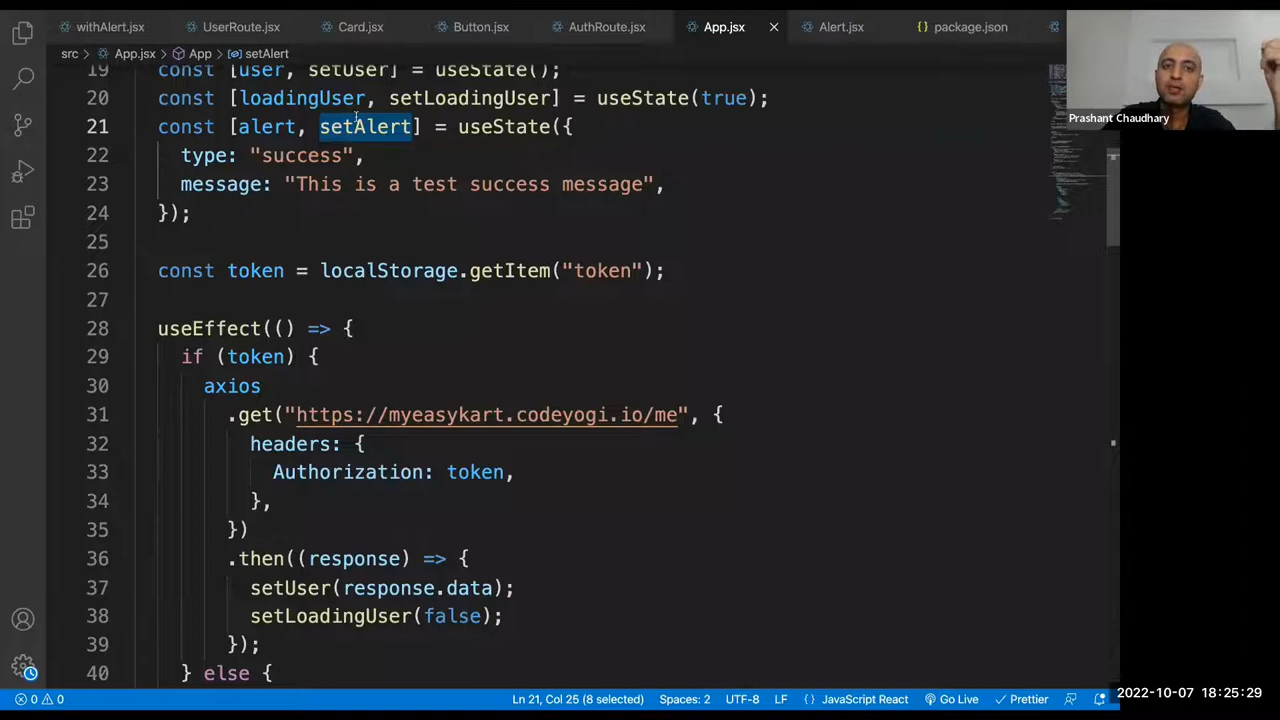 withAlert.jsx UserRoute.jsx Card.jsx Button.jsx AuthRoute.jsx App.jsx Alert.jsx {} package.json
src > App.jsx > App > setAlert
Prashant Chaudhary
19 const [user, setUser] = useState();
20 const [loadingUser, setLoadingUser] = useState(true);
21 const [alert, setAlert] = useState({
22 type: "success",
23 message: "This is a test success message",
24 });
25
26 const token = localStorage.getItem("token");
27
28 useEffect(() => {
29 if (token) {
30 axios
31 .get("https://myeasykart.codeyogi.io/me", {
32 headers: {
33 Authorization: token,
34 },
35 })
36 .then((response) => {
37 setUser(response.data);
38 setLoadingUser(false);
39 });
40 } else {
0 0 Ln 21, Col 25 (8 selected) Spaces: 2 UTF-8 LF {} JavaScript React Go Live Prettier
2022-10-07 18:25:29